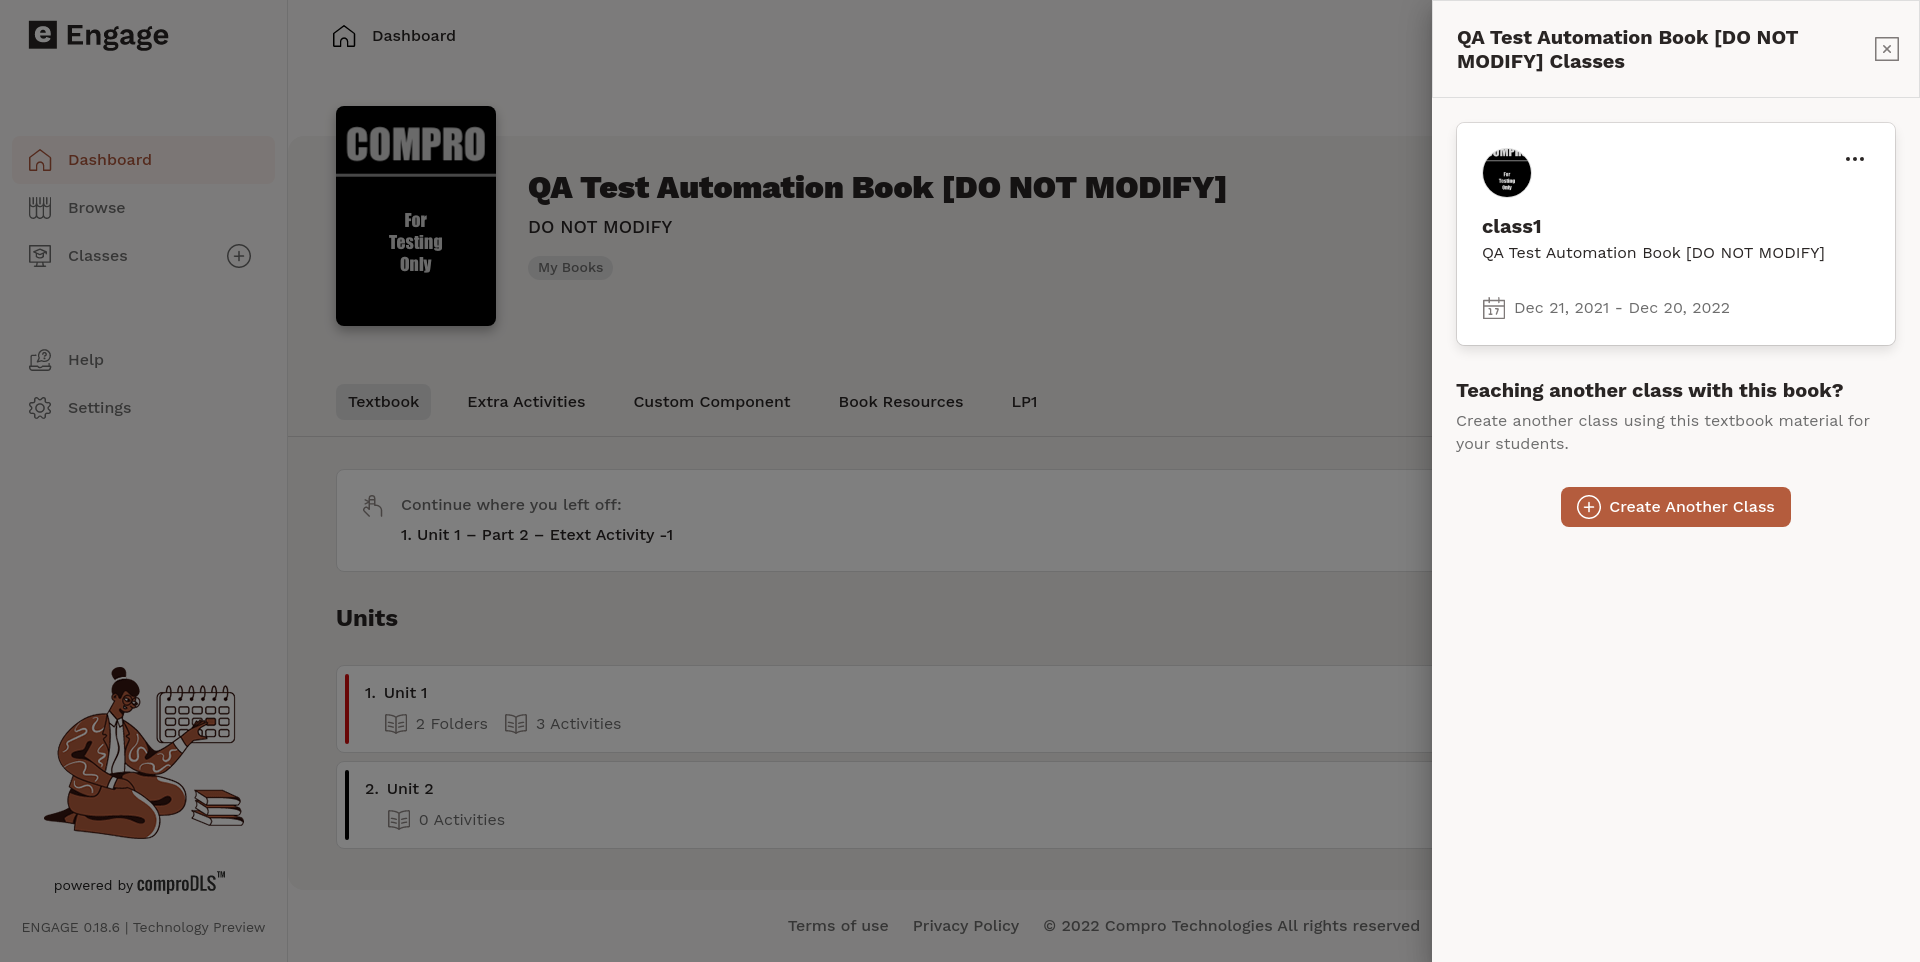 e Engage
Dashboard
Browse
Classes
Help
Settings
powered by comproDLS™
ENGAGE 0.18.6 | Technology Preview
Dashboard
COMPRO
For
Testing
Only
QA Test Automation Book [DO NOT MODIFY]
DO NOT MODIFY
My Books
Textbook
Extra Activities
Custom Component
Book Resources
LP1
Continue where you left off:
1. Unit 1 – Part 2 – Etext Activity -1
Units
1. Unit 1
2 Folders
3 Activities
2. Unit 2
0 Activities
Terms of use
Privacy Policy
© 2022 Compro Technologies All rights reserved
QA Test Automation Book [DO NOT
MODIFY] Classes
COMPRO
For
Testing
Only
class1
QA Test Automation Book [DO NOT MODIFY]
17
Dec 21, 2021 - Dec 20, 2022
Teaching another class with this book?
Create another class using this textbook material for
your students.
Create Another Class